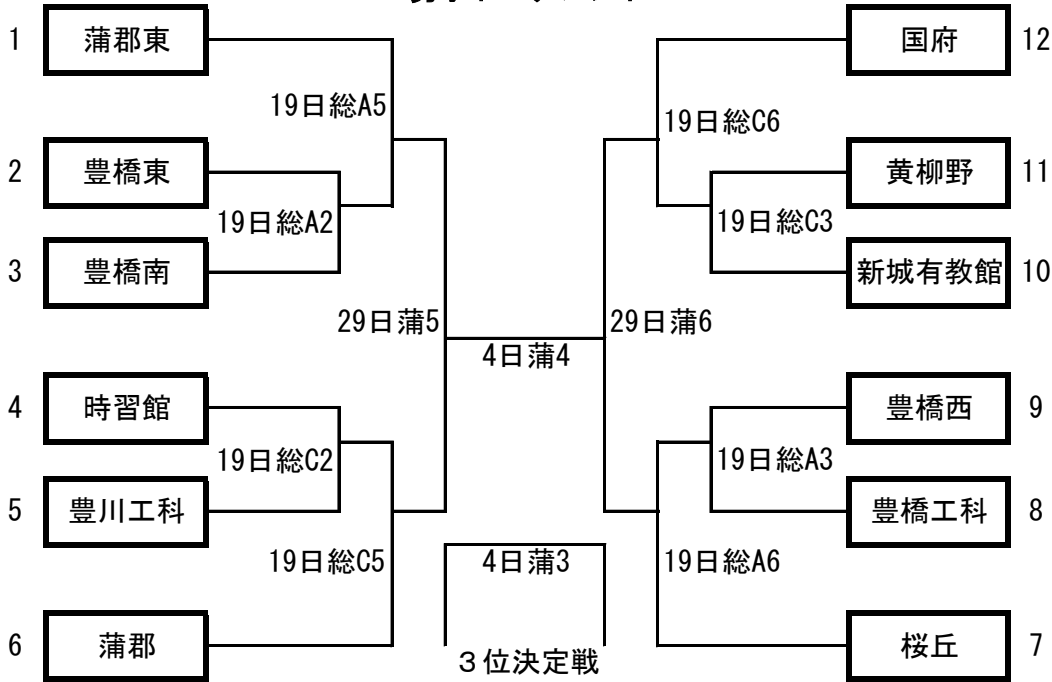 1 蒲郡東
19日総A5
2 豊橋東
19日総A2
3 豊橋南
29日蒲5
4 時習館
19日総C2
5 豊川工科
19日総C5
6 蒲郡
4日蒲4
4日蒲3
3位決定戦
国府 12
19日総C6
黄柳野 11
19日総C3
新城有教館 10
29日蒲6
豊橋西 9
19日総A3
豊橋工科 8
19日総A6
桜丘 7